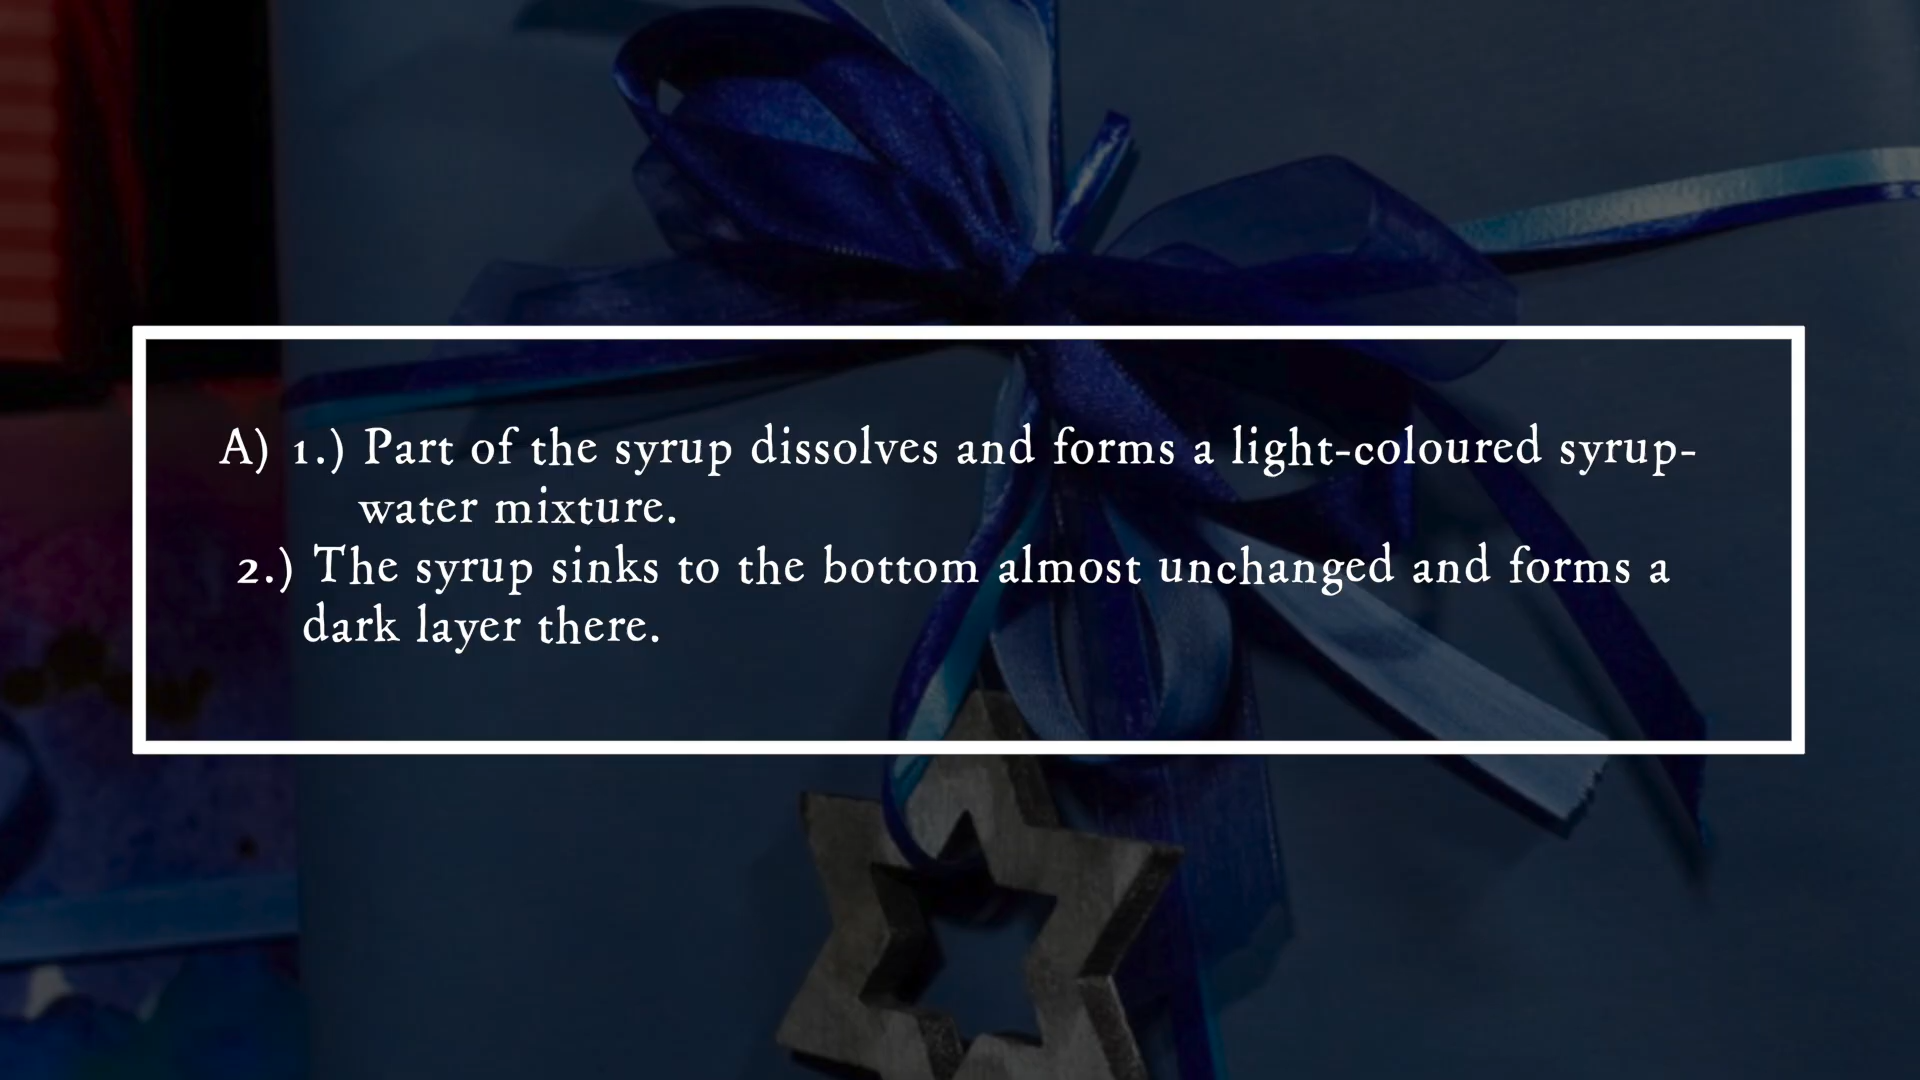 A) 1.) Part of the syrup dissolves and forms a light-coloured syrup-
water mixture.
2.) The syrup sinks to the bottom almost unchanged and forms a
dark layer there.